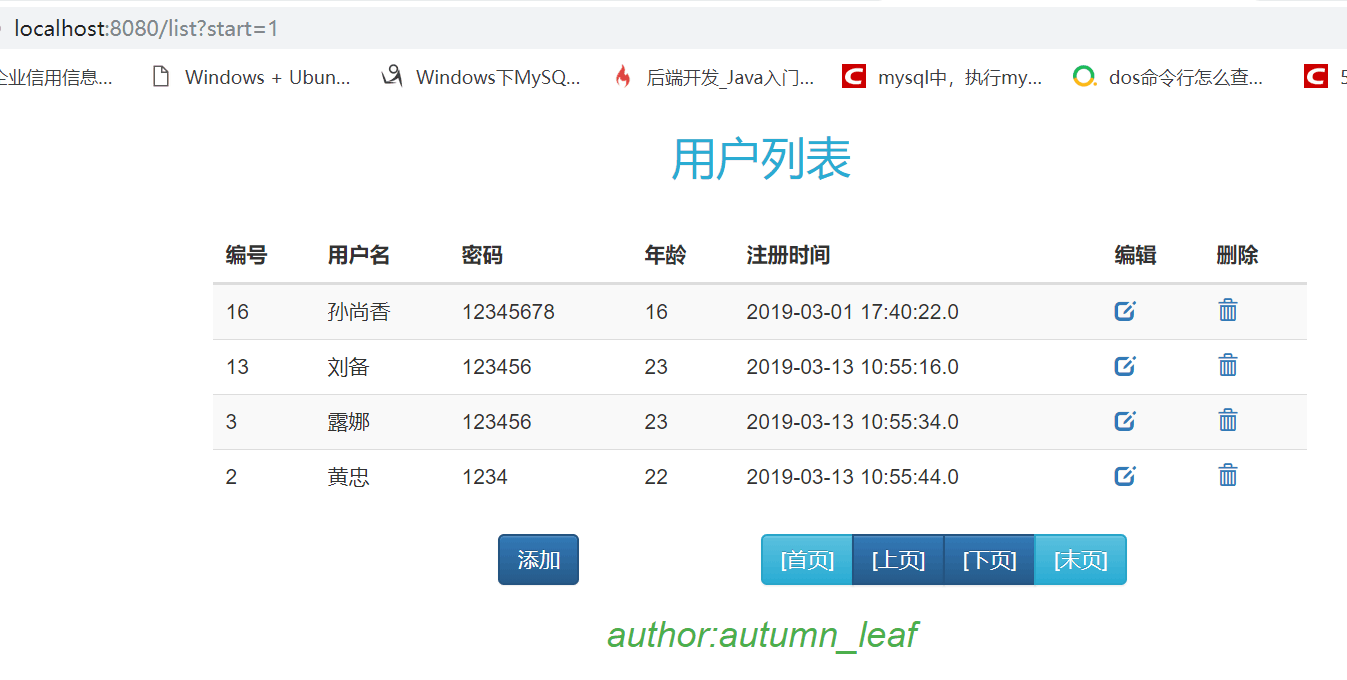 localhost:8080/list?start=1
企业信用信息... Windows + Ubun... Windows下MySQ... 后端开发_Java入门... mysql中，执行my... dos命令行怎么查... 5
用户列表
编号 用户名 密码 年龄 注册时间 编辑 删除
16 孙尚香 12345678 16 2019-03-01 17:40:22.0
13 刘备 123456 23 2019-03-13 10:55:16.0
3 露娜 123456 23 2019-03-13 10:55:34.0
2 黄忠 1234 22 2019-03-13 10:55:44.0
添加 [首页] [上页] [下页] [末页]
author:autumn_leaf